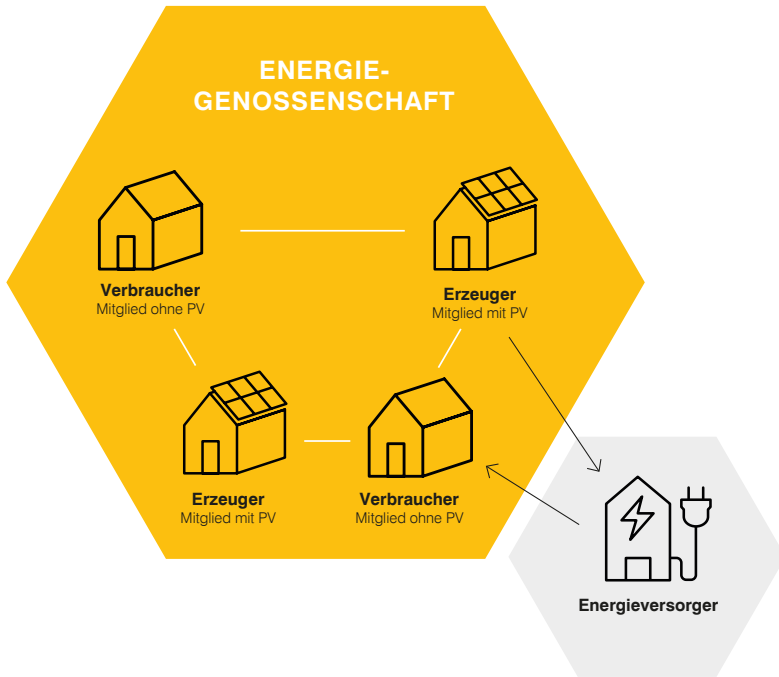 ENERGIE-
GENOSSENSCHAFT
Verbraucher
Mitglied ohne PV
Erzeuger
Mitglied mit PV
Erzeuger
Mitglied mit PV
Verbraucher
Mitglied ohne PV
Energieversorger